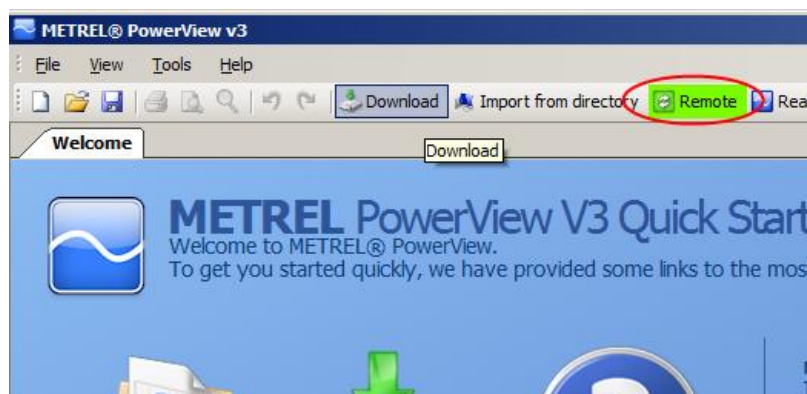 METREL® PowerView v3
File View Tools Help
Download Import from directory Remote Rea
Welcome
Download
METREL PowerView V3 Quick Start
Welcome to METREL® PowerView.
To get you started quickly, we have provided some links to the mos